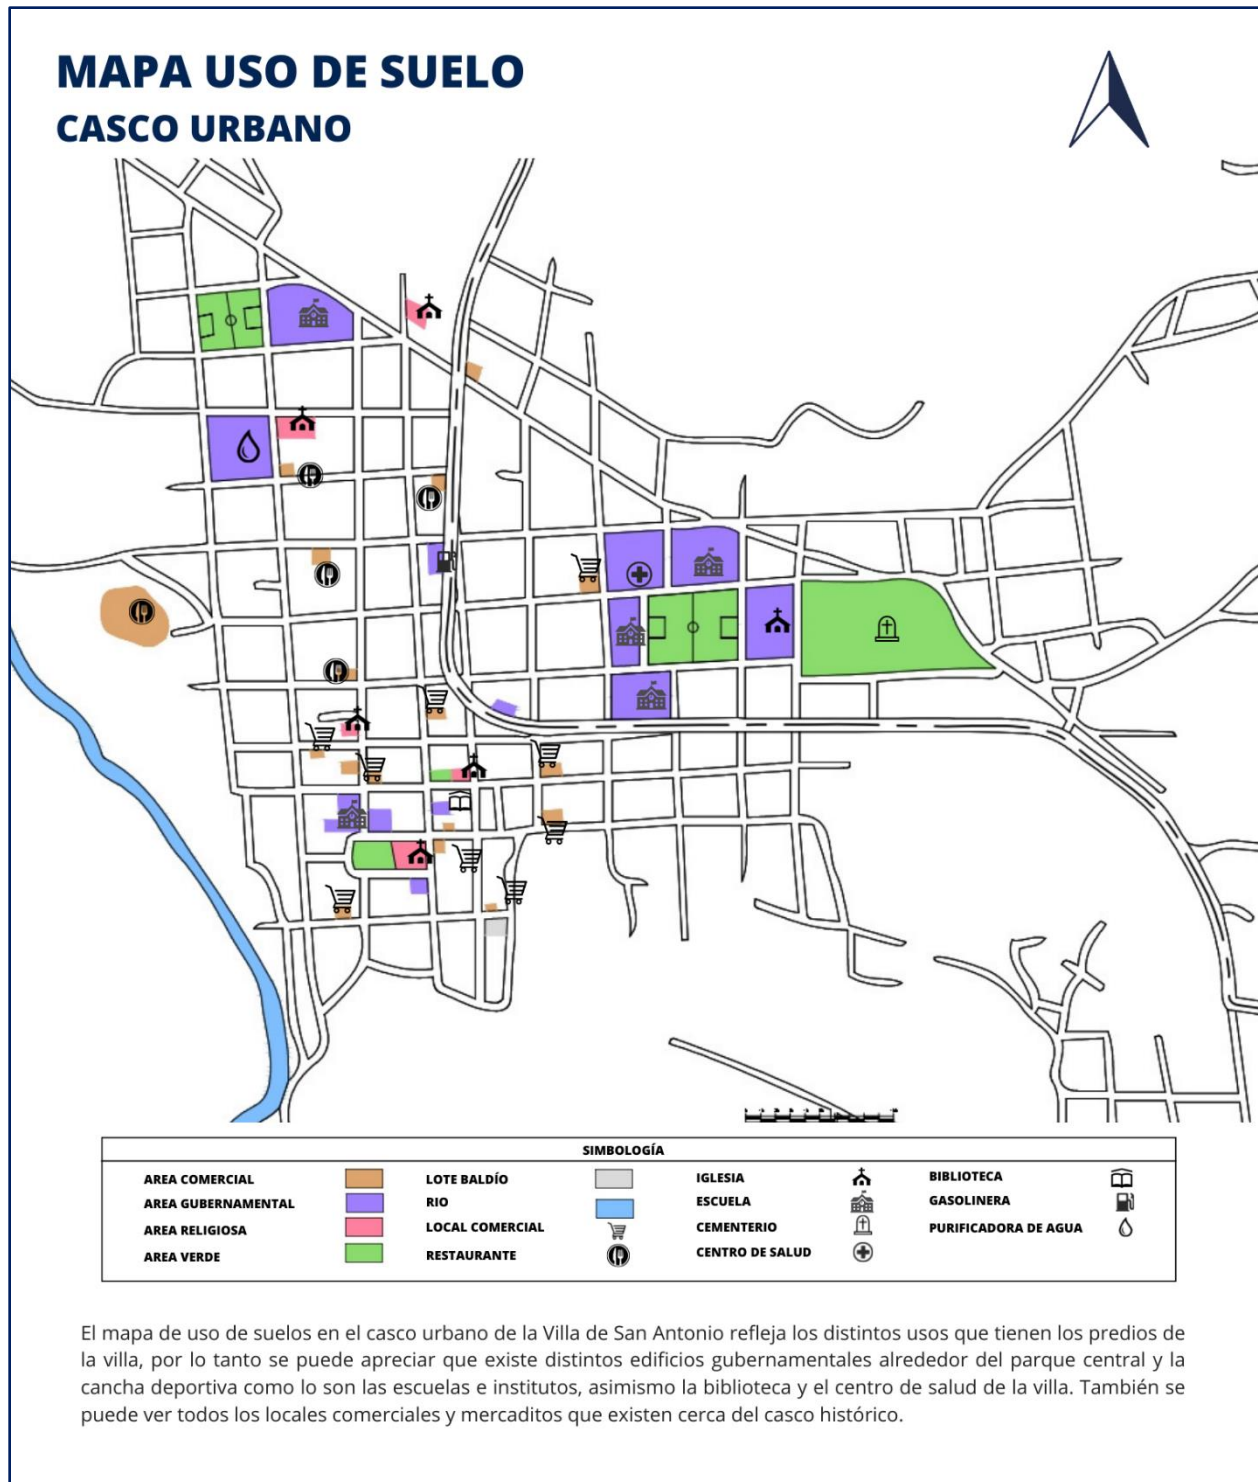 MAPA USO DE SUELO
CASCO URBANO
SIMBOLOGÍA
AREA COMERCIAL
AREA GUBERNAMENTAL
AREA RELIGIOSA
AREA VERDE
LOTE BALDÍO
RIO
LOCAL COMERCIAL
RESTAURANTE
IGLESIA
ESCUELA
CEMENTERIO
CENTRO DE SALUD
BIBLIOTECA
GASOLINERA
PURIFICADORA DE AGUA
El mapa de uso de suelos en el casco urbano de la Villa de San Antonio refleja los distintos usos que tienen los predios de
la villa, por lo tanto se puede apreciar que existe distintos edificios gubernamentales alrededor del parque central y la
cancha deportiva como lo son las escuelas e institutos, asimismo la biblioteca y el centro de salud de la villa. También se
puede ver todos los locales comerciales y mercaditos que existen cerca del casco histórico.